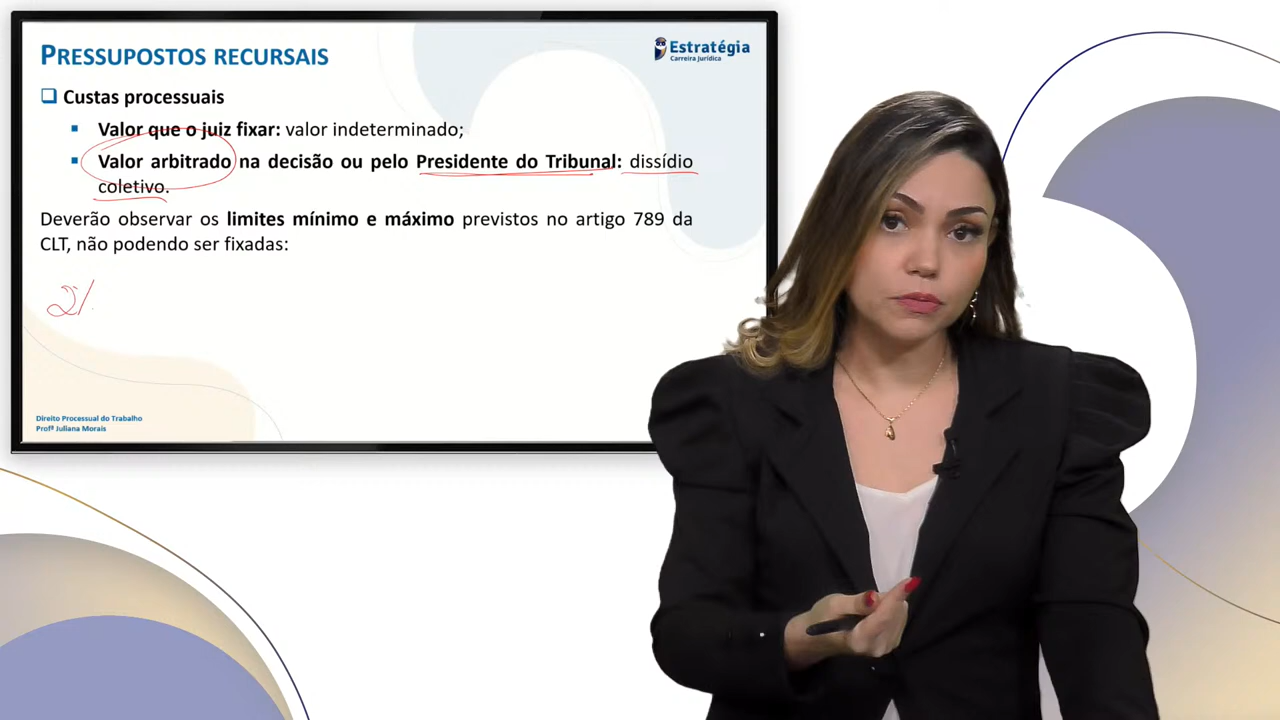 PRESSUPOSTOS RECURSAIS
Estratégia
Carreira Jurídica
❑ Custas processuais
▪ Valor que o juiz fixar: valor indeterminado;
▪ Valor arbitrado na decisão ou pelo Presidente do Tribunal: dissídio
coletivo.
Deverão observar os limites mínimo e máximo previstos no artigo 789 da
CLT, não podendo ser fixadas:
2%
Direito Processual do Trabalho
Profª Juliana Morais